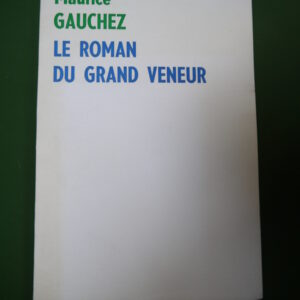 Maurice
GAUCHEZ
LE ROMAN
DU GRAND VENEUR